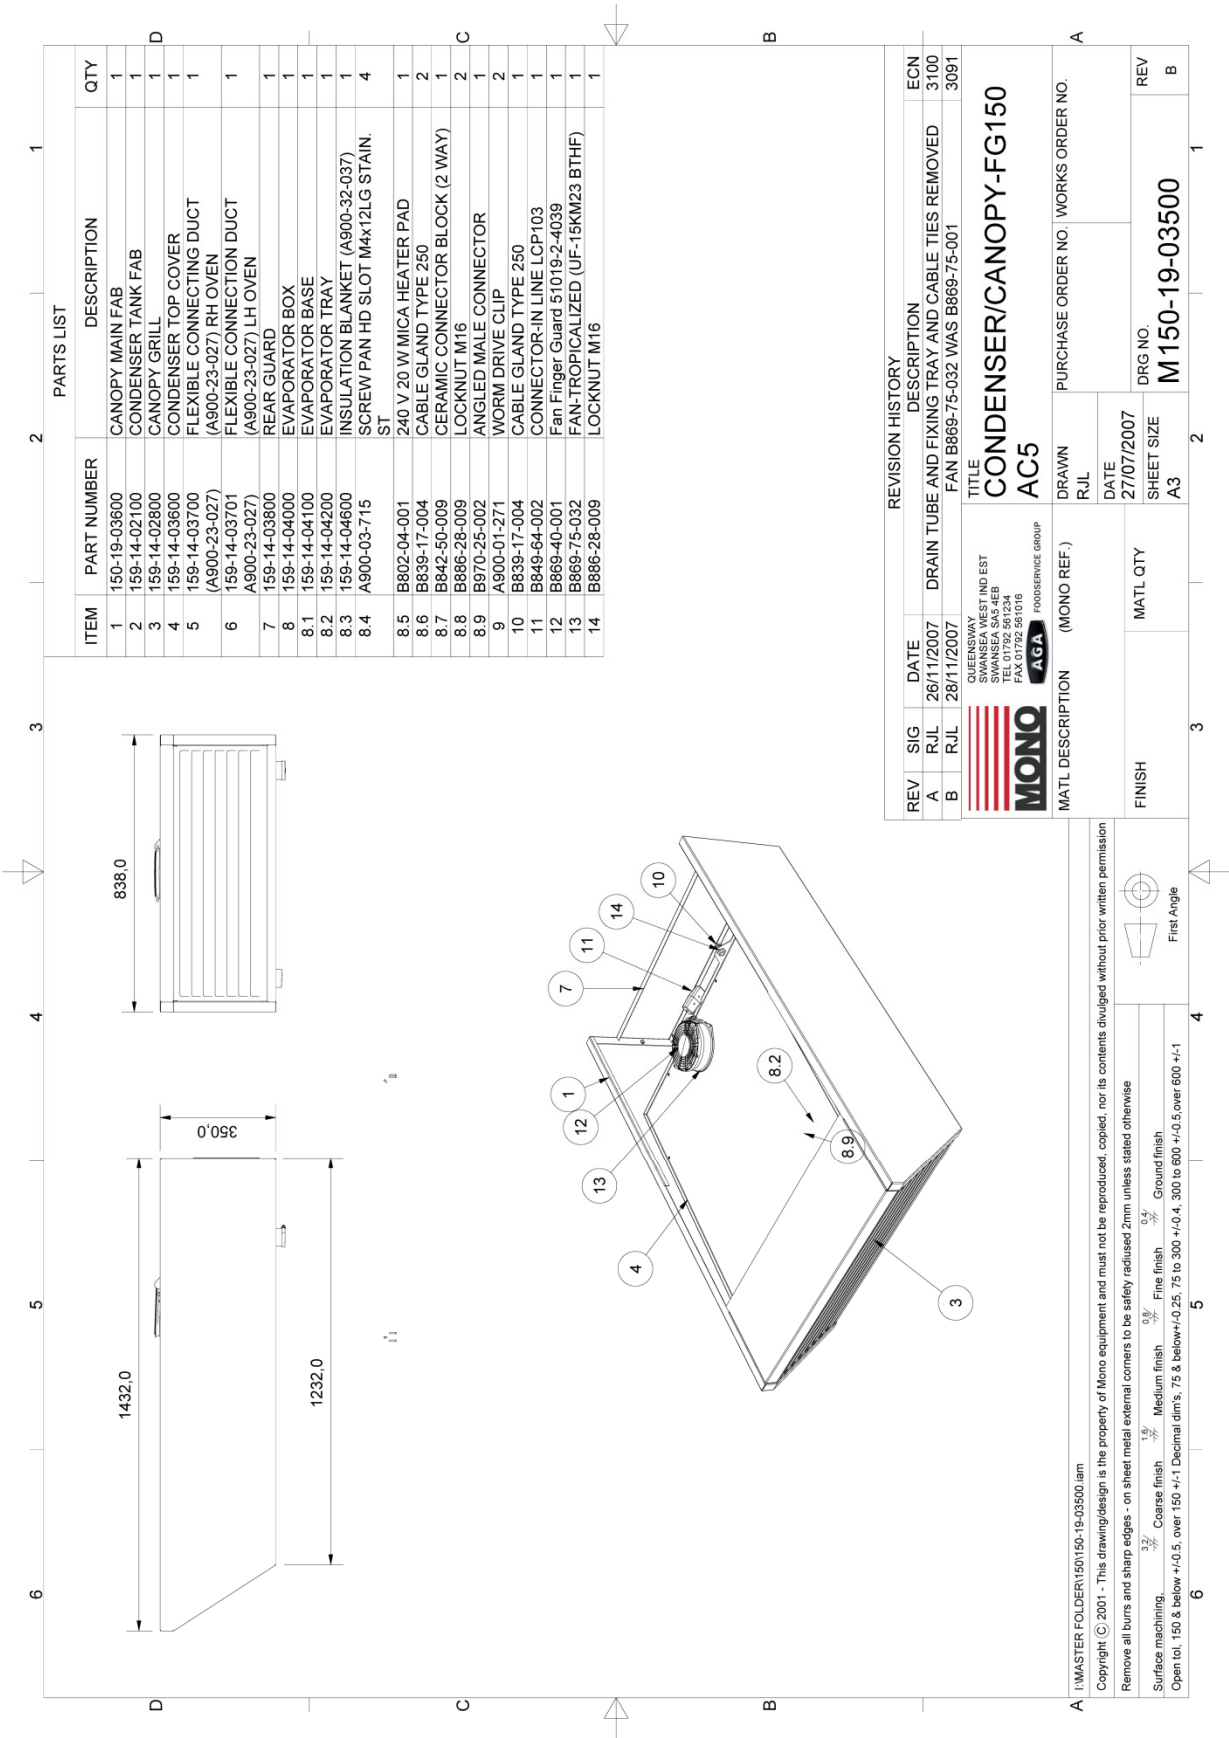 6 5 4 3 2 1
D
C
B
A
1432,0
350,0
1232,0
838,0
PARTS LIST
ITEM PART NUMBER DESCRIPTION QTY
1 150-19-03600 CANOPY MAIN FAB 1
2 159-14-02100 CONDENSER TANK FAB 1
3 159-14-02800 CANOPY GRILL 1
4 159-14-03600 CONDENSER TOP COVER 1
5 159-14-03700 FLEXIBLE CONNECTING DUCT 1
(A900-23-027) (A900-23-027) RH OVEN
6 159-14-03701 FLEXIBLE CONNECTION DUCT 1
A900-23-027) (A900-23-027) LH OVEN
7 159-14-03800 REAR GUARD 1
8 159-14-04000 EVAPORATOR BOX 1
8.1 159-14-04100 EVAPORATOR BASE 1
8.2 159-14-04200 EVAPORATOR TRAY 1
8.3 159-14-04600 INSULATION BLANKET (A900-32-037) 1
8.4 A900-03-715 SCREW PAN HD SLOT M4x12LG STAIN. 4
ST
8.5 B802-04-001 240 V 20 W MICA HEATER PAD 1
8.6 B839-17-004 CABLE GLAND TYPE 250 2
8.7 B842-50-009 CERAMIC CONNECTOR BLOCK (2 WAY) 1
8.8 B886-28-009 LOCKNUT M16 2
8.9 B970-25-002 ANGLED MALE CONNECTOR 1
9 A900-01-271 WORM DRIVE CLIP 2
10 B839-17-004 CABLE GLAND TYPE 250 1
11 B849-64-002 CONNECTOR-IN LINE LCP103 1
12 B869-40-001 Fan Finger Guard 51019-2-4039 1
13 B869-75-032 FAN-TROPICALIZED (UF-15KM23 BTHF) 1
14 B886-28-009 LOCKNUT M16 1
7
11
14
10
1
12
13
8.2
8.9
4
3
REVISION HISTORY
REV SIG DATE DESCRIPTION ECN
A RJL 26/11/2007 DRAIN TUBE AND FIXING TRAY AND CABLE TIES REMOVED 3100
B RJL 28/11/2007 FAN B869-75-032 WAS B869-75-001 3091
MONO
QUEENSWAY
SWANSEA WEST IND EST
SWANSEA SA5 4EB
TEL 01792 561234
FAX 01792 561016
AGA FOODSERVICE GROUP
TITLE
CONDENSER/CANOPY-FG150
AC5
MATL DESCRIPTION (MONO REF.)
DRAWN
RJL
PURCHASE ORDER NO. WORKS ORDER NO.
DATE
27/07/2007
FINISH
MATL QTY
SHEET SIZE
A3
DRG NO.
M150-19-03500
REV
B
I:\MASTER FOLDER\150\150-19-03500.iam
Copyright (C) 2001 - This drawing/design is the property of Mono equipment and must not be reproduced, copied, nor its contents divulged without prior written permission
Remove all burrs and sharp edges - on sheet metal external corners to be safety radiused 2mm unless stated otherwise
Surface machining, 3.2/ Coarse finish 1.6/ Medium finish 0.8/ Fine finish 0.4/ Ground finish
Open tol, 150 & below +/-0.5, over 150 +/-1 Decimal dim's, 75 & below+/-0.25, 75 to 300 +/-0.4, 300 to 600 +/-0.5,over 600 +/-1
First Angle
D
C
B
A
6 5 4 3 2 1